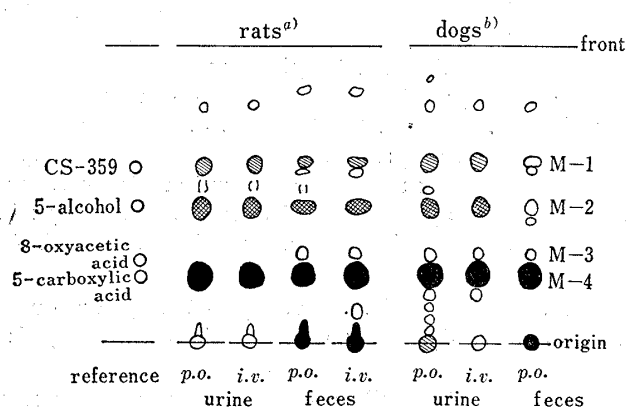 rats a) dogs b)
front
CS-359 M-1
5-alcohol M-2
8-oxyacetic
acid M-3
5-carboxylic M-4
acid
origin
reference p.o. i.v. p.o. i.v. p.o. i.v. p.o.
urine feces urine feces